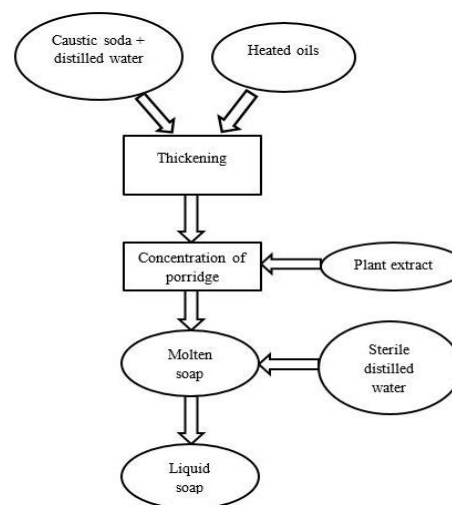 Caustic soda +
distilled water
Heated oils
Thickening
Concentration of
porridge
Plant extract
Molten
soap
Sterile
distilled
water
Liquid
soap